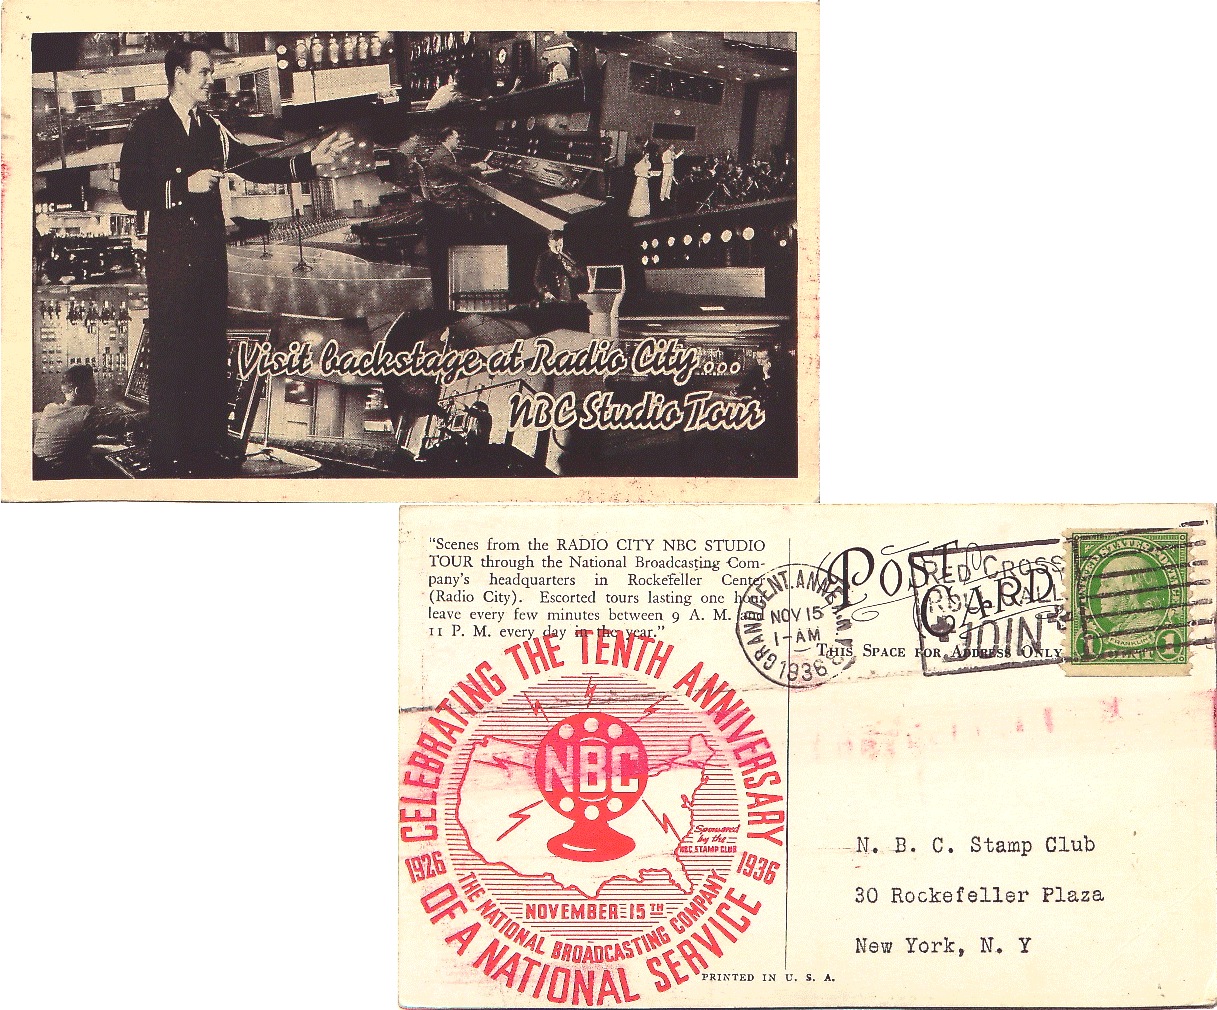 NBC
Visit backstage at Radio City...
NBC Studio Tour
"Scenes from the RADIO CITY NBC STUDIO
TOUR through the National Broadcasting Com-
pany's headquarters in Rockefeller Center
(Radio City). Escorted tours lasting one hour
leave every few minutes between 9 A. M. and
11 P. M. every day in the year."
POST CARD
THIS SPACE FOR ADDRESS ONLY
GRAND CENT. ANNEX N.Y.
NOV 15
1-AM
1936
RED CROSS
ROLL CALL
JOIN
1
1
CELEBRATING THE TENTH ANNIVERSARY
OF A NATIONAL SERVICE
1926
1936
NBC
Sponsored
by the
NBC STAMP CLUB
NOVEMBER 15TH
THE NATIONAL BROADCASTING COMPANY
N. B. C. Stamp Club
30 Rockefeller Plaza
New York, N. Y
PRINTED IN U. S. A.